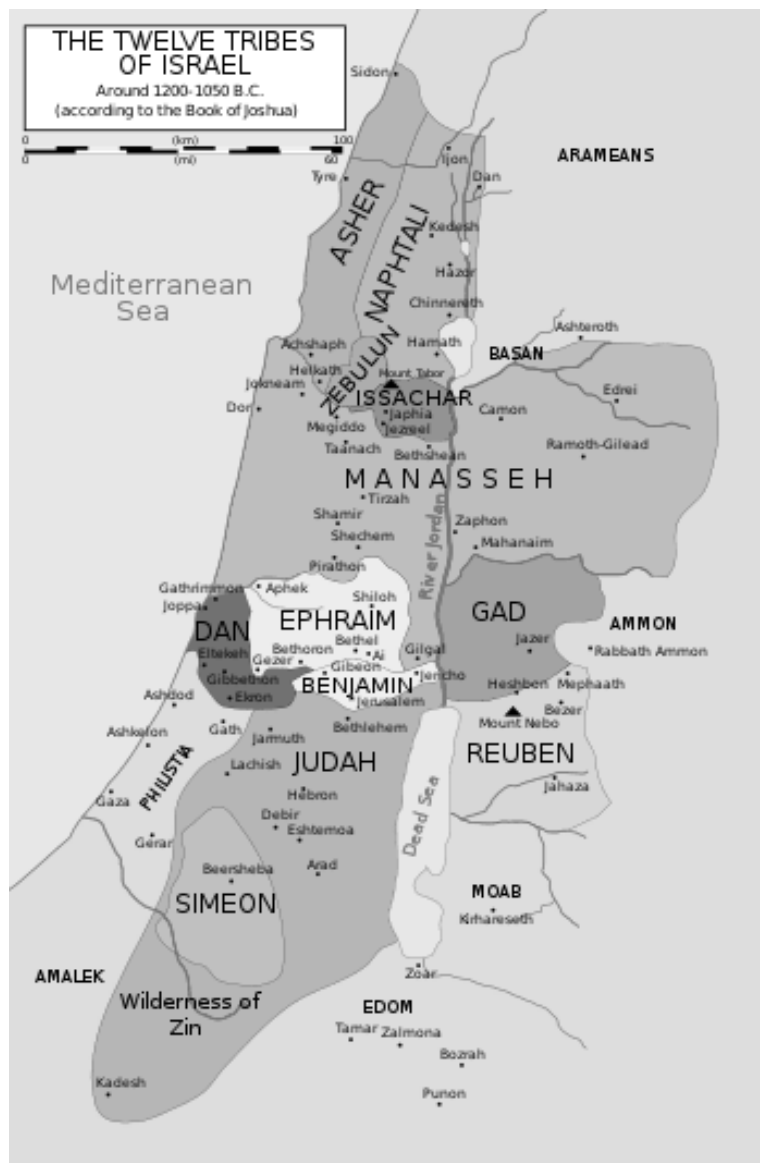 THE TWELVE TRIBES
OF ISRAEL
Around 1200-1050 B.C.
(according to the Book of Joshua)
0 (km) 100
0 (mi) 60
Sidon
ARAMEANS
Ijon
Tyre
Dan
ASHER
NAPHTALI
Kedesh
Hazor
Mediterranean
Sea
Chinnereth
Ashteroth
Achshaph
Hamath
BASAN
ZEBULUN
Helkath
Mount Tabor
Jokneam
ISSACHAR
Edrei
Dor
Japhia
Camon
Megiddo
Jezreel
Taanach
Bethshean
Ramoth-Gilead
MANASSEH
Tirzah
River Jordan
Shamir
Zaphon
Shechem
Mahanaim
Pirathon
Gathrimmon
Aphek
Joppa
Shiloh
DAN
EPHRAIM
GAD
AMMON
Bethel
Jazer
Eltekeh
Bethoron
Ai
Gilgal
Rabbath Ammon
Gezer
Gibeon
Gibbethon
Jericho
BENJAMIN
Heshbon
Mephaath
Ekron
Jerusalem
Ashdod
Bezer
Gath
Bethlehem
Mount Nebo
Ashkelon
Jarmuth
PHILISTIA
JUDAH
REUBEN
Lachish
Jahaza
Gaza
Hebron
Dead Sea
Debir
Eshtemoa
Gerar
Arad
Beersheba
MOAB
SIMEON
Kirhareseth
AMALEK
Zoar
Wilderness of
Zin
EDOM
Tamar
Zalmona
Bozrah
Kadesh
Punon